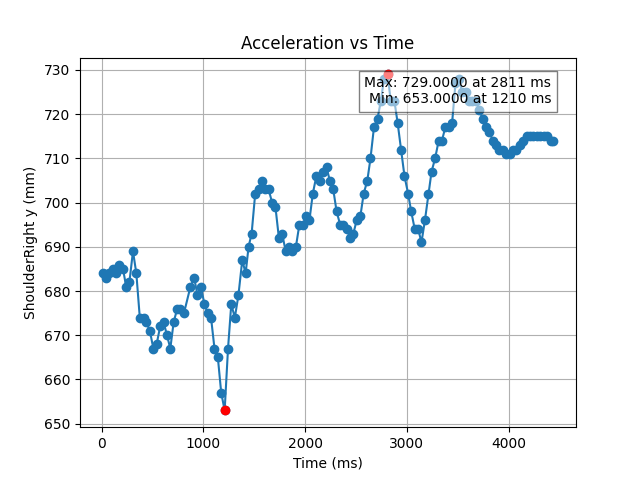 Acceleration vs Time
Max: 729.0000 at 2811 ms
Min: 653.0000 at 1210 ms
730
720
710
700
690
680
670
660
650
ShoulderRight y (mm)
0
1000
2000
3000
4000
Time (ms)